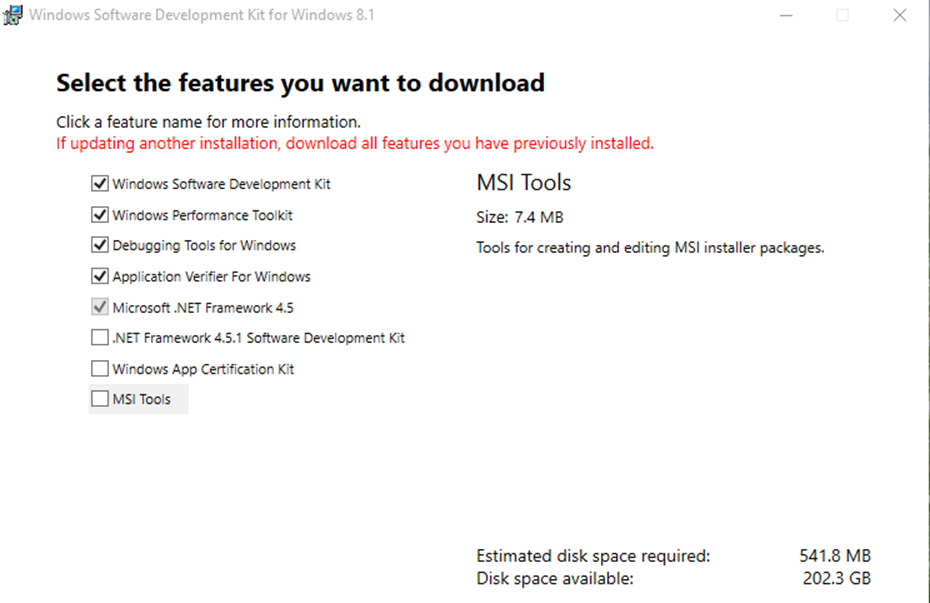 Windows Software Development Kit for Windows 8.1
Select the features you want to download
Click a feature name for more information.
If updating another installation, download all features you have previously installed.
Windows Software Development Kit
Windows Performance Toolkit
Debugging Tools for Windows
Application Verifier For Windows
Microsoft .NET Framework 4.5
.NET Framework 4.5.1 Software Development Kit
Windows App Certification Kit
MSI Tools
MSI Tools
Size: 7.4 MB
Tools for creating and editing MSI installer packages.
Estimated disk space required: 541.8 MB
Disk space available: 202.3 GB